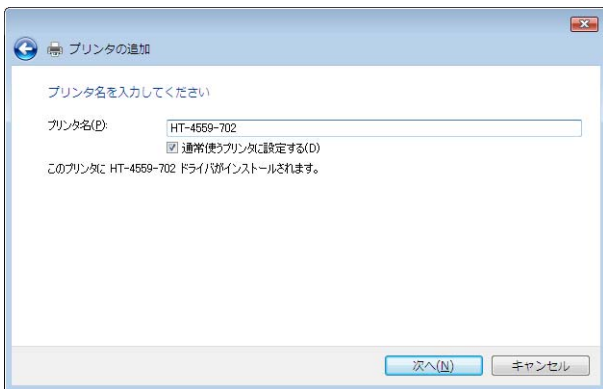 プリンタの追加
プリンタ名を入力してください
プリンタ名(P): HT-4559-702
通常使うプリンタに設定する(D)
このプリンタに HT-4559-702 ドライバがインストールされます。
次へ(N) キャンセル